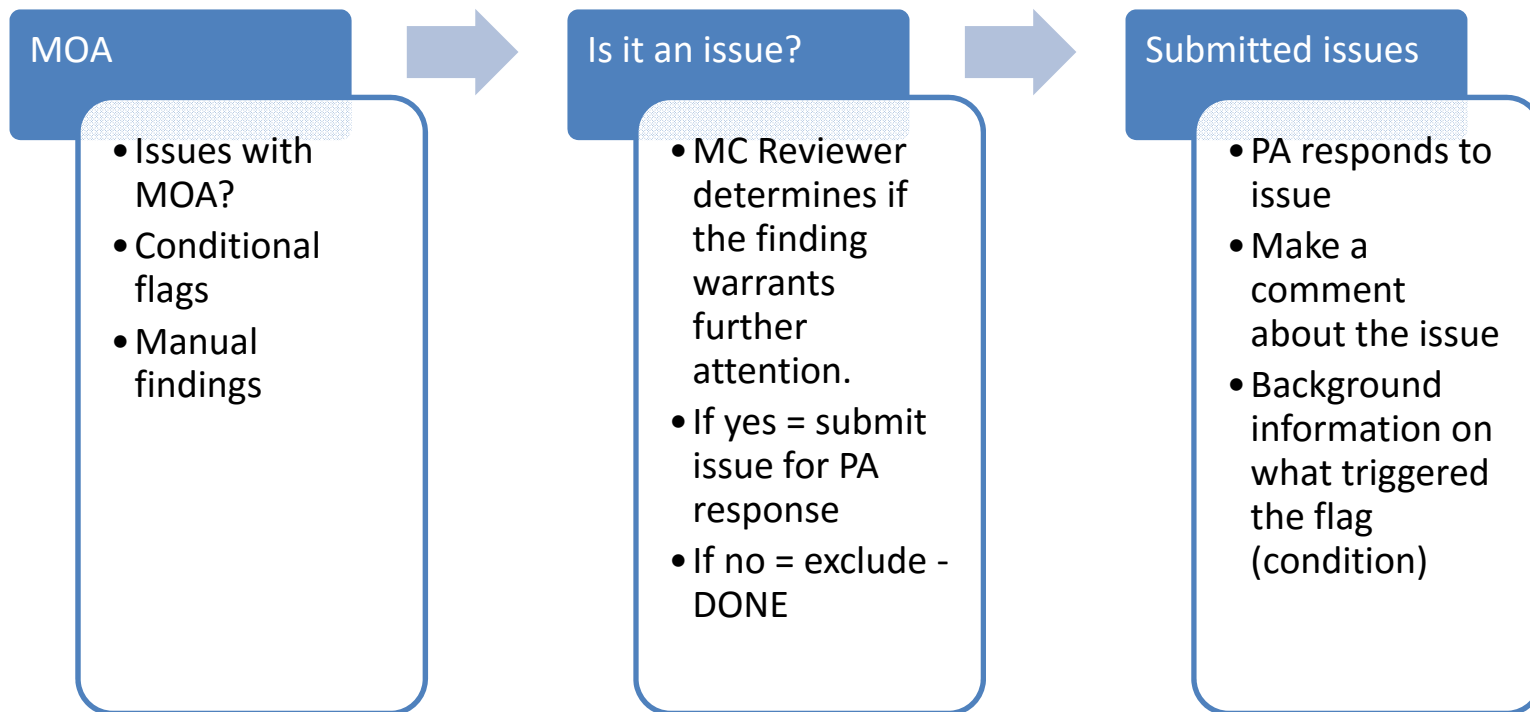 MOA
• Issues with
MOA?
• Conditional
flags
• Manual
findings
Is it an issue?
• MC Reviewer
determines if
the finding
warrants
further
attention.
• If yes = submit
issue for PA
response
• If no = exclude -
DONE
Submitted issues
• PA responds to
issue
• Make a
comment
about the issue
• Background
information on
what triggered
the flag
(condition)